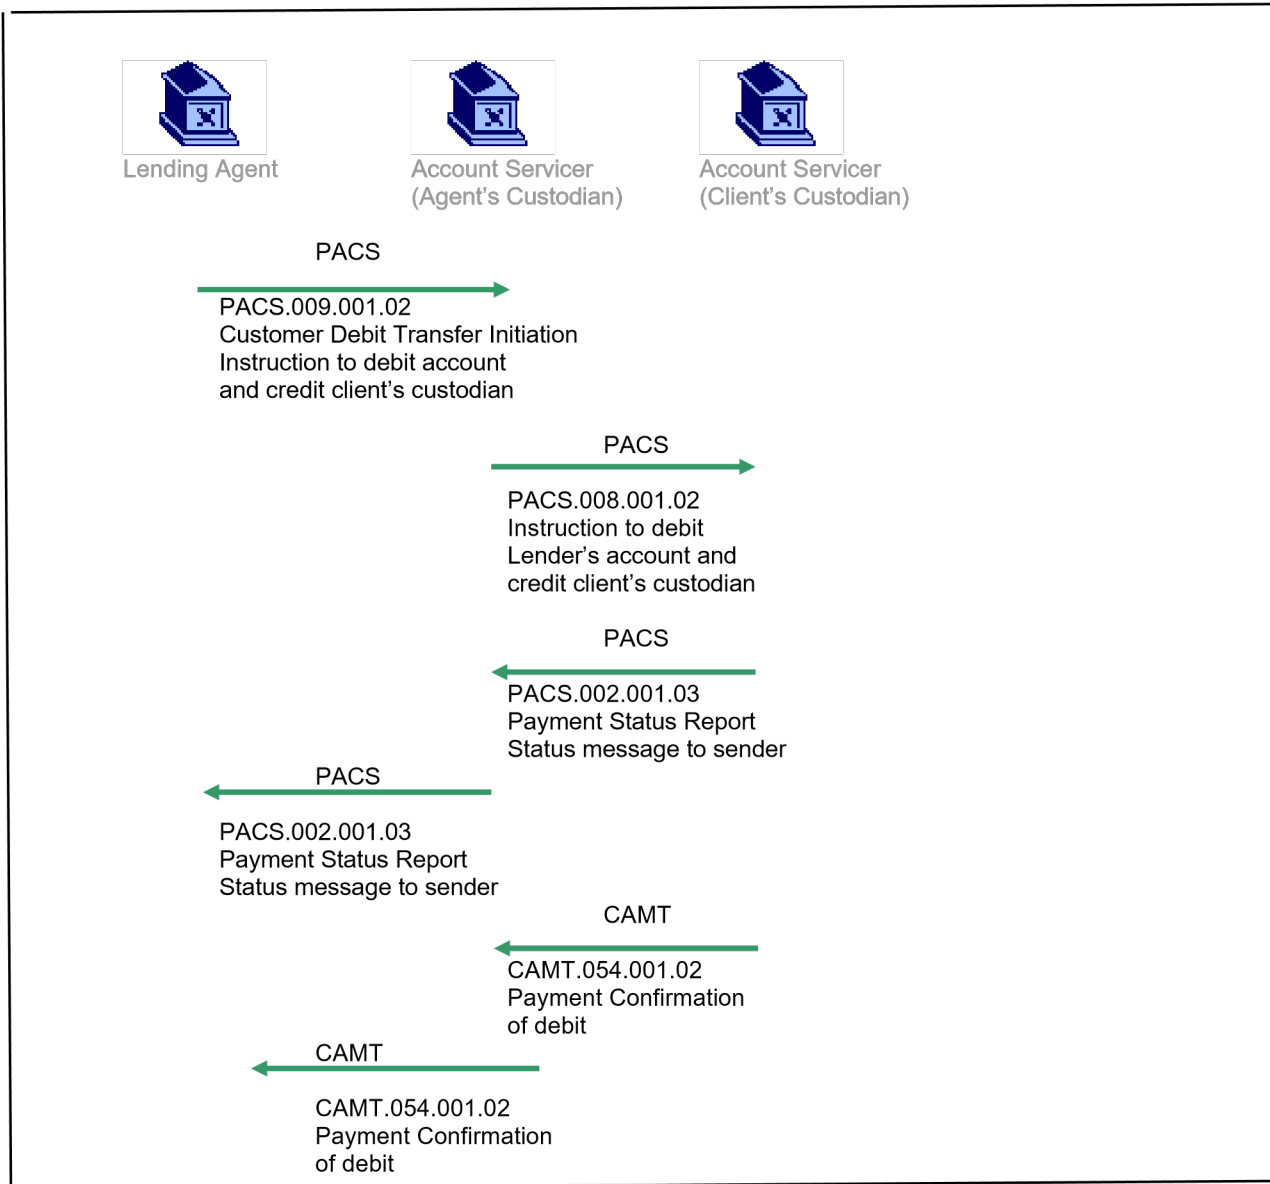 Lending Agent
Account Servicer
(Agent's Custodian)
Account Servicer
(Client's Custodian)
PACS
PACS.009.001.02
Customer Debit Transfer Initiation
Instruction to debit account
and credit client's custodian
PACS
PACS.008.001.02
Instruction to debit
Lender's account and
credit client's custodian
PACS
PACS.002.001.03
Payment Status Report
Status message to sender
PACS
PACS.002.001.03
Payment Status Report
Status message to sender
CAMT
CAMT.054.001.02
Payment Confirmation
of debit
CAMT
CAMT.054.001.02
Payment Confirmation
of debit